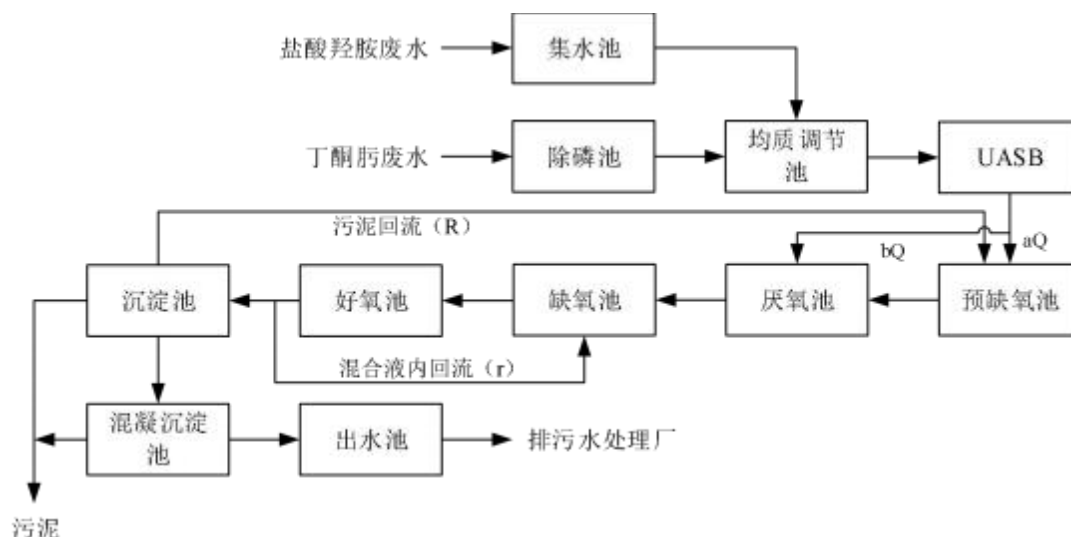 盐酸羟胺废水
集水池
丁酮肟废水
除磷池
均质调节
池
UASB
污泥回流（R）
bQ
aQ
沉淀池
好氧池
缺氧池
厌氧池
预缺氧池
混合液内回流（r）
混凝沉淀
池
出水池
排污水处理厂
污泥